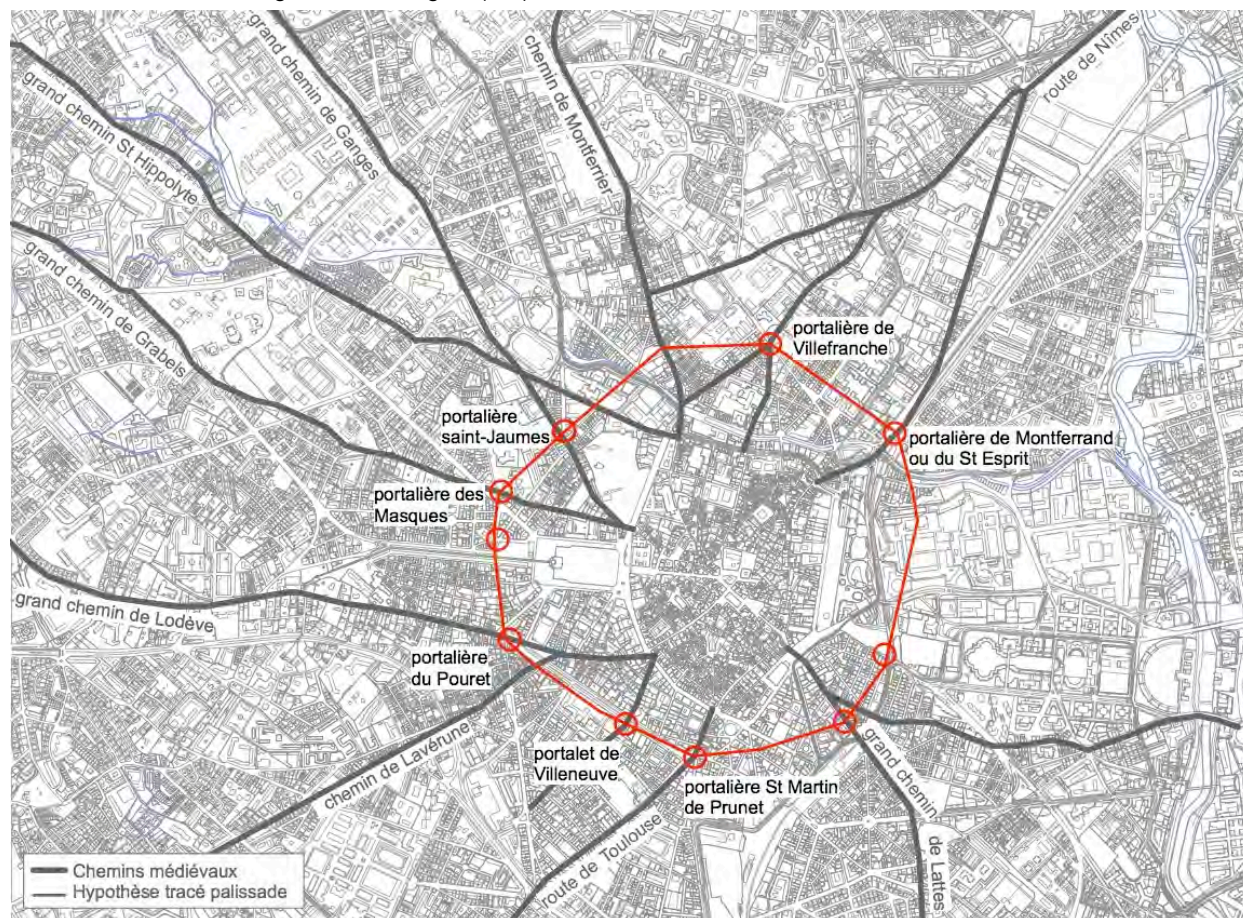 grand chemin de Ganges
chemin de Montferrier
route de Nîmes
grand chemin St Hippolyte
grand chemin de Grabels
portalière de
Villefranche
portalière
saint-Jaumes
portalière de Montferrand
ou du St Esprit
portalière des
Masques
grand chemin de Lodève
portalière
du Pouret
chemin de Lavérune
portalet de
Villeneuve
portalière St Martin
de Prunet
grand chemin
de Lattes
route de Toulouse
Chemins médiévaux
Hypothèse tracé palissade